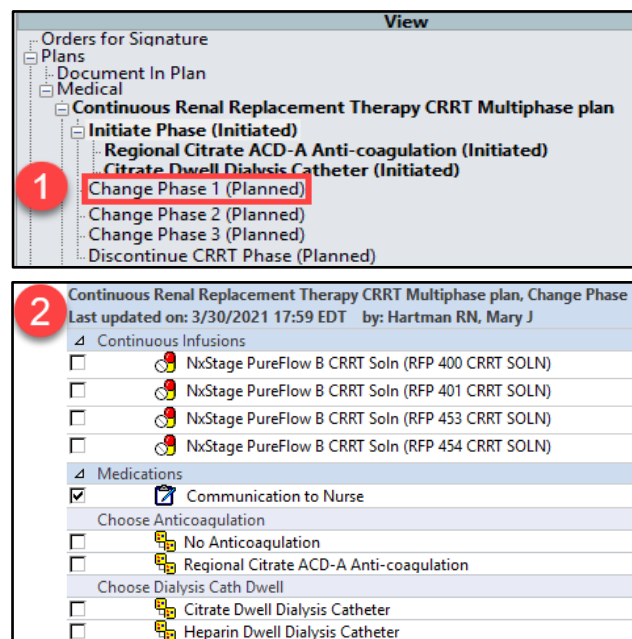 View
Orders for Signature
Plans
Document In Plan
Medical
Continuous Renal Replacement Therapy CRRT Multiphase plan
Initiate Phase (Initiated)
Regional Citrate ACD-A Anti-coagulation (Initiated)
Citrate Dwell Dialysis Catheter (Initiated)
1
Change Phase 1 (Planned)
Change Phase 2 (Planned)
Change Phase 3 (Planned)
Discontinue CRRT Phase (Planned)
2
Continuous Renal Replacement Therapy CRRT Multiphase plan, Change Phase
Last updated on: 3/30/2021 17:59 EDT by: Hartman RN, Mary J
Continuous Infusions
NxStage PureFlow B CRRT Soln (RFP 400 CRRT SOLN)
NxStage PureFlow B CRRT Soln (RFP 401 CRRT SOLN)
NxStage PureFlow B CRRT Soln (RFP 453 CRRT SOLN)
NxStage PureFlow B CRRT Soln (RFP 454 CRRT SOLN)
Medications
Communication to Nurse
Choose Anticoagulation
No Anticoagulation
Regional Citrate ACD-A Anti-coagulation
Choose Dialysis Cath Dwell
Citrate Dwell Dialysis Catheter
Heparin Dwell Dialysis Catheter